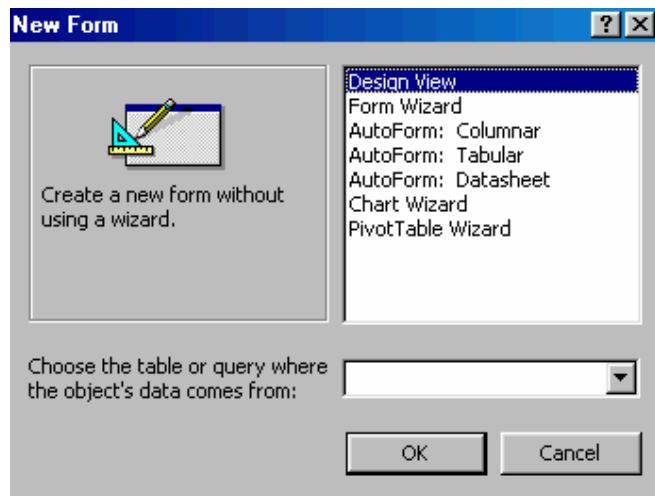 New Form
Create a new form without
using a wizard.
Design View
Form Wizard
AutoForm: Columnar
AutoForm: Tabular
AutoForm: Datasheet
Chart Wizard
PivotTable Wizard
Choose the table or query where
the object's data comes from:
OK
Cancel